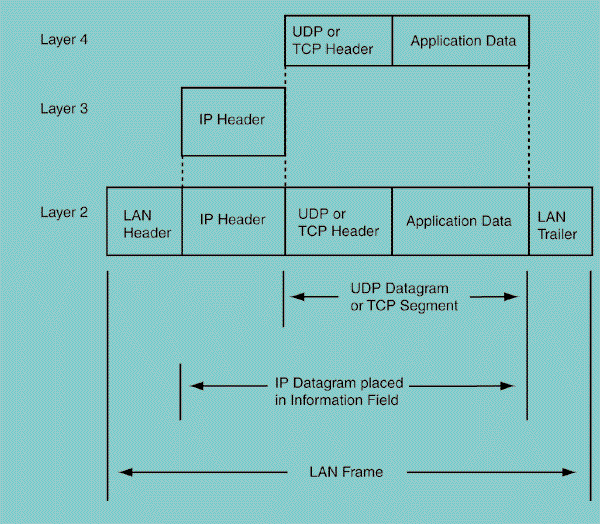 Layer 4
UDP or
TCP Header
Application Data
Layer 3
IP Header
Layer 2
LAN
Header
IP Header
UDP or
TCP Header
Application Data
LAN
Trailer
UDP Datagram
or TCP Segment
IP Datagram placed
in Information Field
LAN Frame